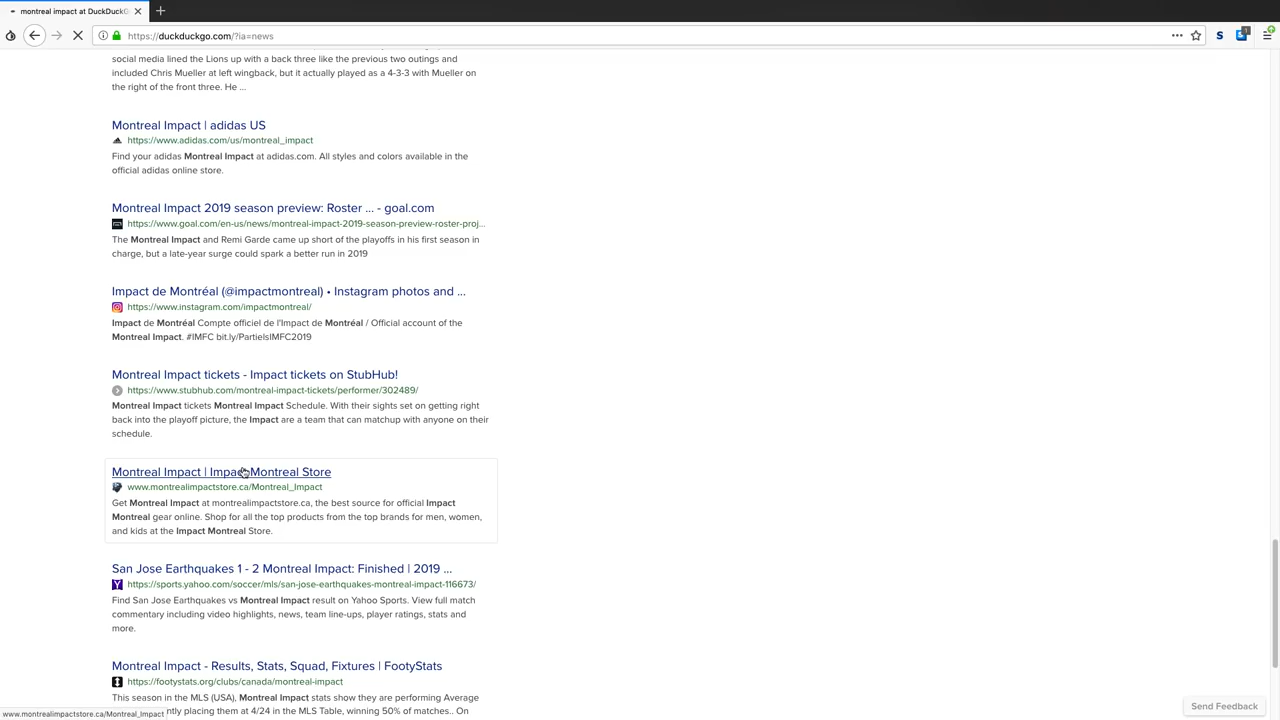 montreal impact at DuckDuckG
https://duckduckgo.com/?ia=news
S
1
social media lined the Lions up with a back three like the previous two outings and
included Chris Mueller at left wingback, but it actually played as a 4-3-3 with Mueller on
the right of the front three. He ...
Montreal Impact | adidas US
https://www.adidas.com/us/montreal_impact
Find your adidas Montreal Impact at adidas.com. All styles and colors available in the
official adidas online store.
Montreal Impact 2019 season preview: Roster ... - goal.com
https://www.goal.com/en-us/news/montreal-impact-2019-season-preview-roster-proj...
The Montreal Impact and Remi Garde came up short of the playoffs in his first season in
charge, but a late-year surge could spark a better run in 2019
Impact de Montréal (@impactmontreal) • Instagram photos and ...
https://www.instagram.com/impactmontreal/
Impact de Montréal Compte officiel de l'Impact de Montréal / Official account of the
Montreal Impact. #IMFC bit.ly/PartielsIMFC2019
Montreal Impact tickets - Impact tickets on StubHub!
https://www.stubhub.com/montreal-impact-tickets/performer/302489/
Montreal Impact tickets Montreal Impact Schedule. With their sights set on getting right
back into the playoff picture, the Impact are a team that can matchup with anyone on their
schedule.
Montreal Impact | Impact Montreal Store
www.montrealimpactstore.ca/Montreal_Impact
Get Montreal Impact at montrealimpactstore.ca, the best source for official Impact
Montreal gear online. Shop for all the top products from the top brands for men, women,
and kids at the Impact Montreal Store.
San Jose Earthquakes 1 - 2 Montreal Impact: Finished | 2019 ...
https://sports.yahoo.com/soccer/mls/san-jose-earthquakes-montreal-impact-116673/
Find San Jose Earthquakes vs Montreal Impact result on Yahoo Sports. View full match
commentary including video highlights, news, team line-ups, player ratings, stats and
more.
Montreal Impact - Results, Stats, Squad, Fixtures | FootyStats
https://footystats.org/clubs/canada/montreal-impact
This season in the MLS (USA), Montreal Impact stats show they are performing Average
ntly placing them at 4/24 in the MLS Table, winning 50% of matches.. On
Send Feedback
www.montrealimpactstore.ca/Montreal_Impact